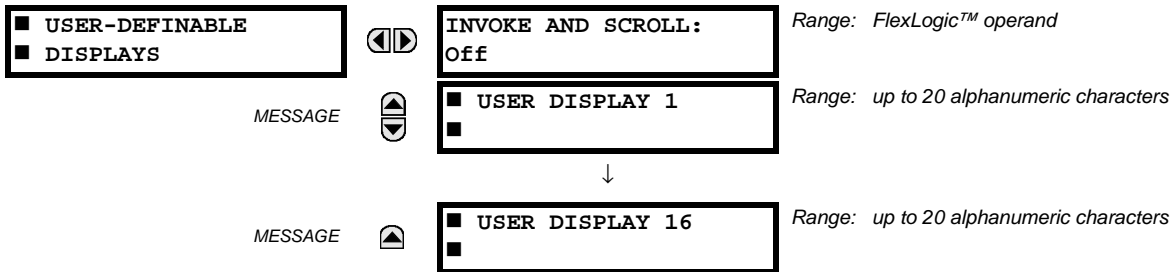 ■ USER-DEFINABLE
■ DISPLAYS
INVOKE AND SCROLL:
Off
Range: FlexLogic™ operand
MESSAGE
■ USER DISPLAY 1
■
Range: up to 20 alphanumeric characters
↓
MESSAGE
■ USER DISPLAY 16
■
Range: up to 20 alphanumeric characters